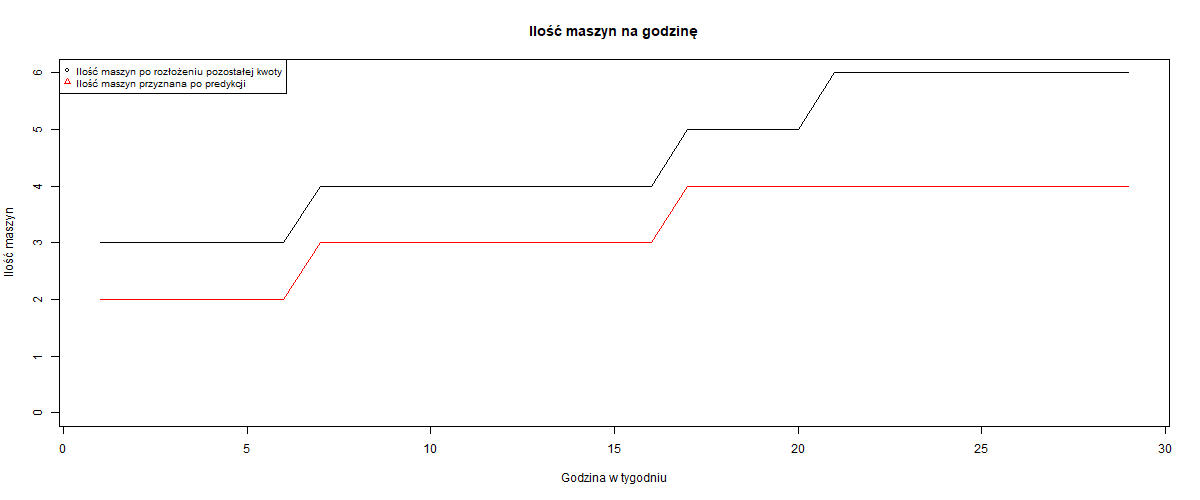 Ilość maszyn na godzinę
Ilość maszyn po rozłożeniu pozostałej kwoty
Ilość maszyn przyznana po predykcji
Ilość maszyn
6
5
4
3
2
1
0
0 5 10 15 20 25 30
Godzina w tygodniu